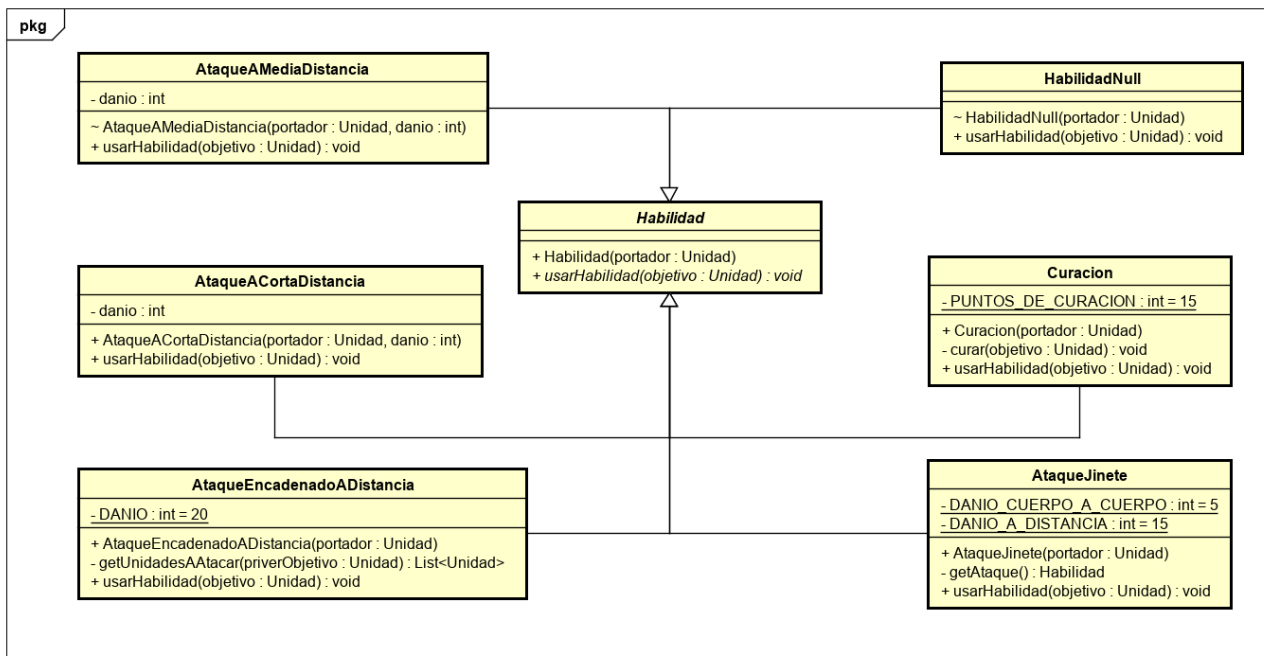 pkg
AtaqueAMediaDistancia
- danio : int
~ AtaqueAMediaDistancia(portador : Unidad, danio : int)
+ usarHabilidad(objetivo : Unidad) : void
HabilidadNull
~ HabilidadNull(portador : Unidad)
+ usarHabilidad(objetivo : Unidad) : void
Habilidad
+ Habilidad(portador : Unidad)
+ usarHabilidad(objetivo : Unidad) : void
AtaqueACortaDistancia
- danio : int
+ AtaqueACortaDistancia(portador : Unidad, danio : int)
+ usarHabilidad(objetivo : Unidad) : void
Curacion
- PUNTOS_DE_CURACION : int = 15
+ Curacion(portador : Unidad)
- curar(objetivo : Unidad) : void
+ usarHabilidad(objetivo : Unidad) : void
AtaqueEncadenadoADistancia
- DANIO : int = 20
+ AtaqueEncadenadoADistancia(portador : Unidad)
- getUnidadesAAtacar(priverObjetivo : Unidad) : List<Unidad>
+ usarHabilidad(objetivo : Unidad) : void
AtaqueJinete
- DANIO_CUERPO_A_CUERPO : int = 5
- DANIO_A_DISTANCIA : int = 15
+ AtaqueJinete(portador : Unidad)
- getAtaque() : Habilidad
+ usarHabilidad(objetivo : Unidad) : void